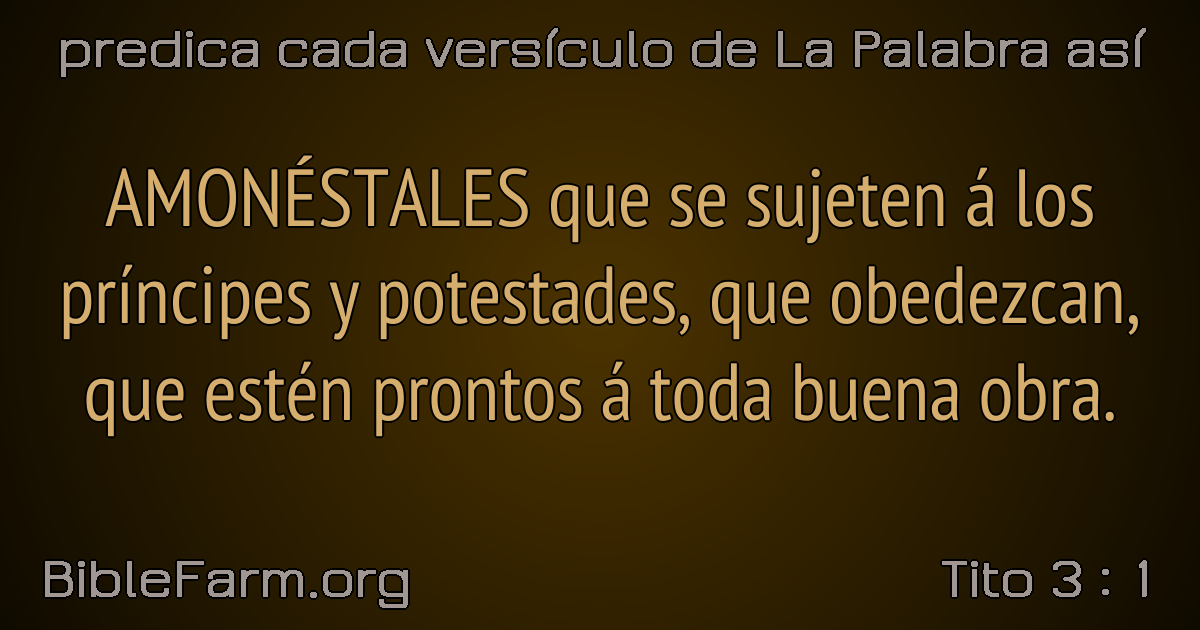 predica cada versículo de La Palabra así
AMONÉSTALES que se sujeten á los
príncipes y potestades, que obedezcan,
que estén prontos á toda buena obra.
BibleFarm.org
Tito 3 : 1